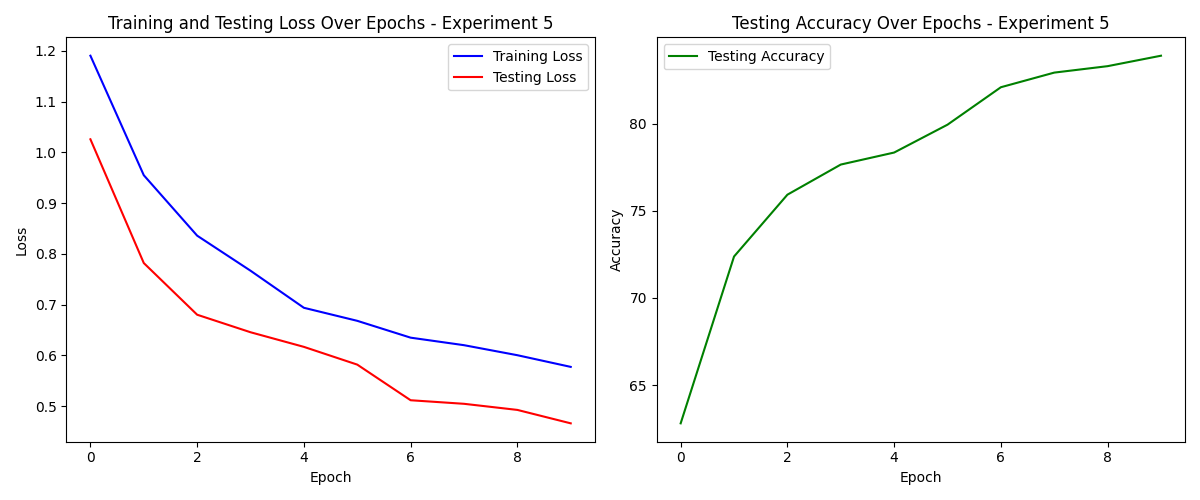 Training and Testing Loss Over Epochs - Experiment 5
1.2
1.1
1.0
0.9
0.8
0.7
0.6
0.5
Loss
Training Loss
Testing Loss
0 2 4 6 8
Epoch
Testing Accuracy Over Epochs - Experiment 5
80
75
70
65
Accuracy
Testing Accuracy
0 2 4 6 8
Epoch